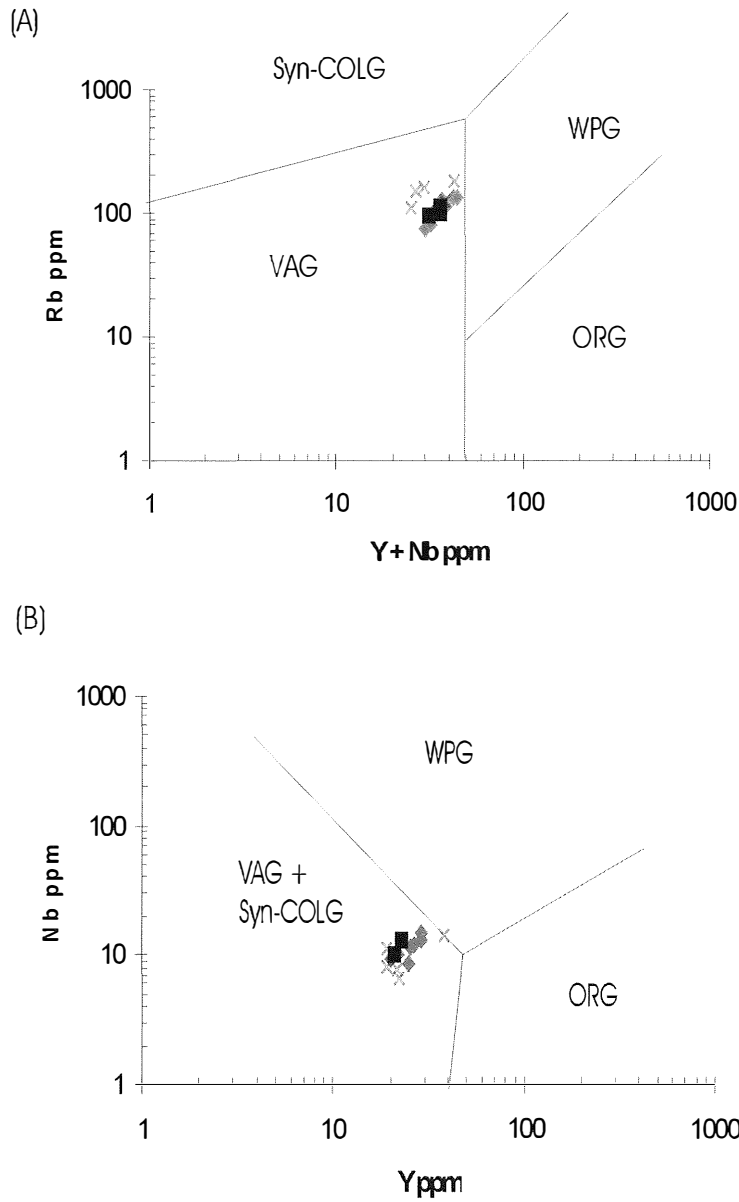 (A)
Syn-COLG
1000
WPG
100
VAG
Rb ppm
10
ORG
1
1 10 100 1000
Y + Nb ppm
(B)
1000
WPG
100
VAG +
Syn-COLG
Nb ppm
10
ORG
1
1 10 100 1000
Y ppm